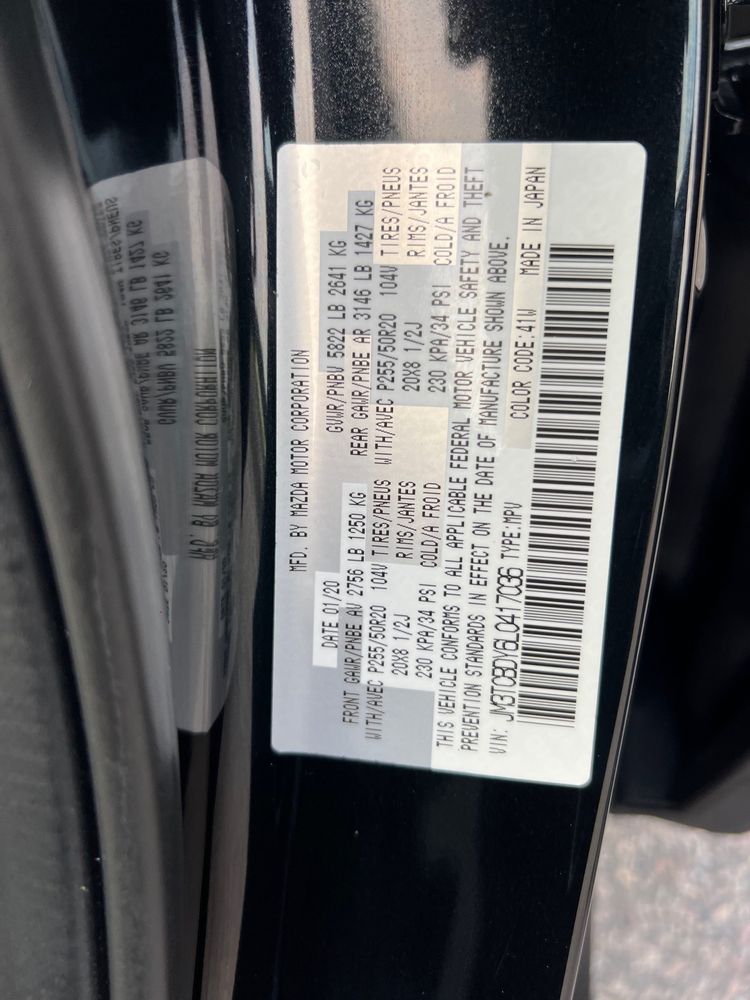 MFD. BY MAZDA MOTOR CORPORATION
DATE 01/20 GVWR/PNBV 5822 LB 2641 KG
FRONT GAWR/PNBE AV 2756 LB 1250 KG REAR GAWR/PNBE AR 3146 LB 1427 KG
WITH/AVEC P255/50R20 104V TIRES/PNEUS WITH/AVEC P255/50R20 104V TIRES/PNEUS
20X8 1/2J RIMS/JANTES 20X8 1/2J RIMS/JANTES
230 KPA/34 PSI COLD/A FROID 230 KPA/34 PSI COLD/A FROID
THIS VEHICLE CONFORMS TO ALL APPLICABLE FEDERAL MOTOR VEHICLE SAFETY AND THEFT
PREVENTION STANDARDS IN EFFECT ON THE DATE OF MANUFACTURE SHOWN ABOVE.
VIN: JM3TCBDY6L0417036 TYPE:MPV COLOR CODE:41W MADE IN JAPAN